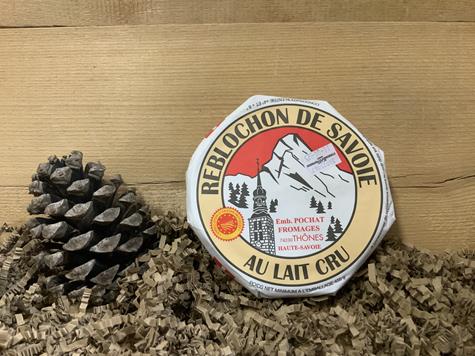 REBLOCHON DE SAVOIE
Emb. POCHAT
FROMAGES
74230 THÔNES
HAUTE-SAVOIE
AU LAIT CRU